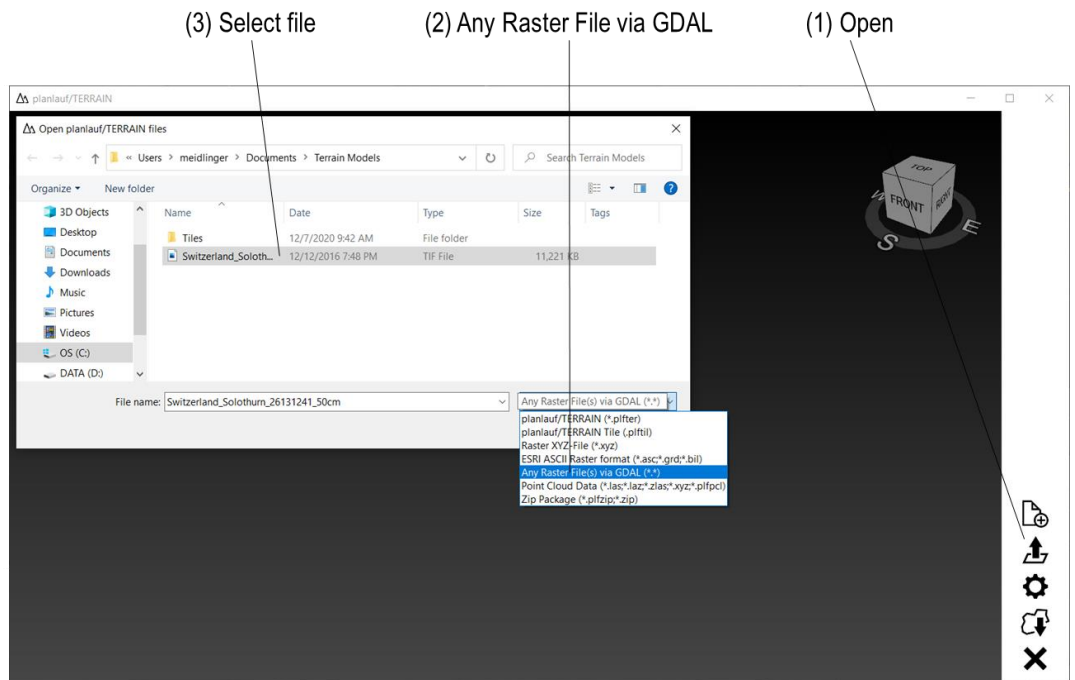 (3) Select file
(2) Any Raster File via GDAL
(1) Open
planlauf/TERRAIN
Open planlauf/TERRAIN files
« Users > meidlinger > Documents > Terrain Models
Search Terrain Models
Organize
New folder
3D Objects
Desktop
Documents
Downloads
Music
Pictures
Videos
OS (C:)
DATA (D:)
Name Date Type Size Tags
Tiles 12/7/2020 9:42 AM File folder
Switzerland_Soloth... 12/12/2016 7:48 PM TIF File 11,221 KB
File name: Switzerland_Solothurn_26131241_50cm
Any Raster File(s) via GDAL (*.*)
planlauf/TERRAIN (*.plfter)
planlauf/TERRAIN Tile (.plftil)
Raster XYZ-File (*.xyz)
ESRI ASCII Raster format (*.asc;*.grd;*.bil)
Any Raster File(s) via GDAL (*.*)
Point Cloud Data (*.las;*.laz;*.zlas;*.xyz;*.plfpcl)
Zip Package (*.plfzip;*.zip)
TOP
FRONT
RIGHT
W
S
E